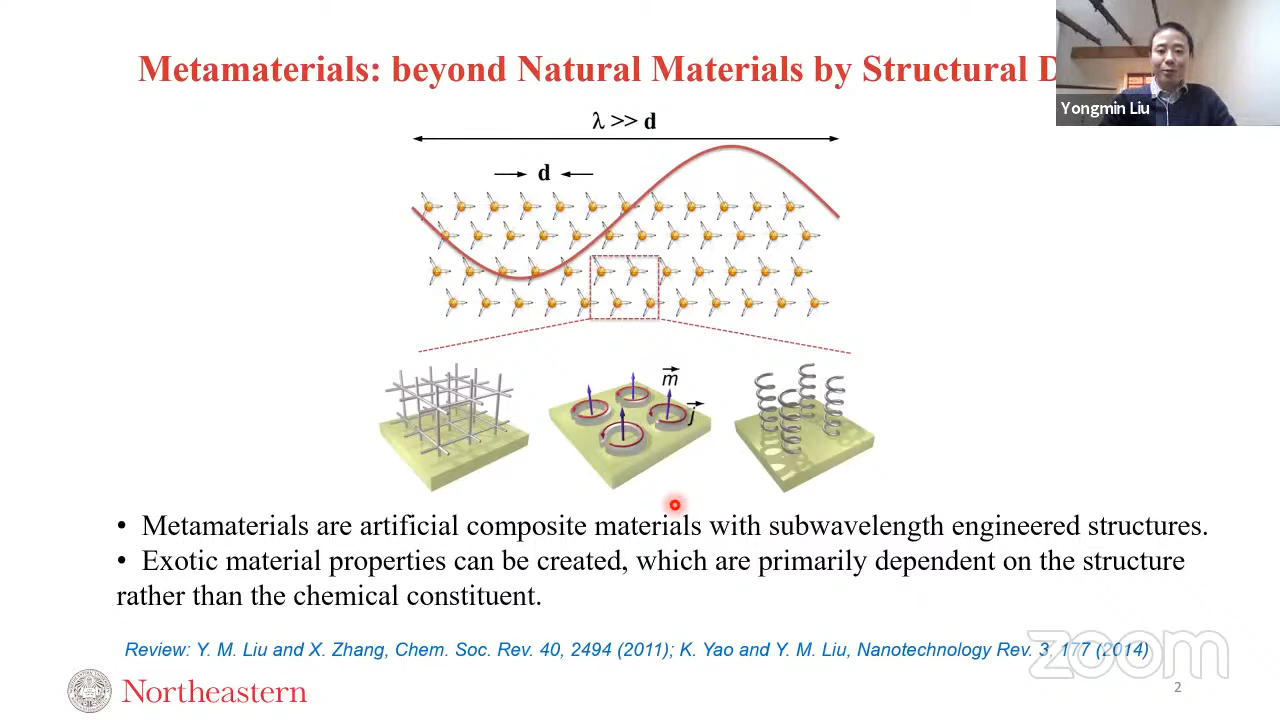 Metamaterials: beyond Natural Materials by Structural D
Yongmin Liu
λ >> d
d
m
j
• Metamaterials are artificial composite materials with subwavelength engineered structures.
• Exotic material properties can be created, which are primarily dependent on the structure
rather than the chemical constituent.
Review: Y. M. Liu and X. Zhang, Chem. Soc. Rev. 40, 2494 (2011); K. Yao and Y. M. Liu, Nanotechnology Rev. 3, 177 (2014)
zoom
Northeastern
2